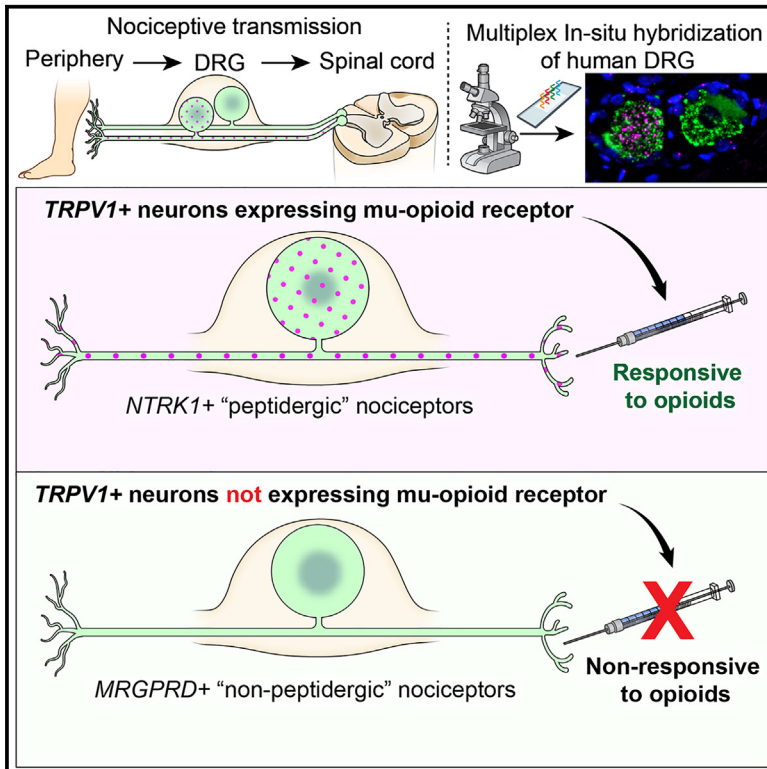 Nociceptive transmission
Periphery DRG Spinal cord
Multiplex In-situ hybridization
of human DRG
TRPV1+ neurons expressing mu-opioid receptor
Responsive
to opioids
NTRK1+ “peptidergic” nociceptors
TRPV1+ neurons not expressing mu-opioid receptor
X
Non-responsive
to opioids
MRGPRD+ “non-peptidergic” nociceptors